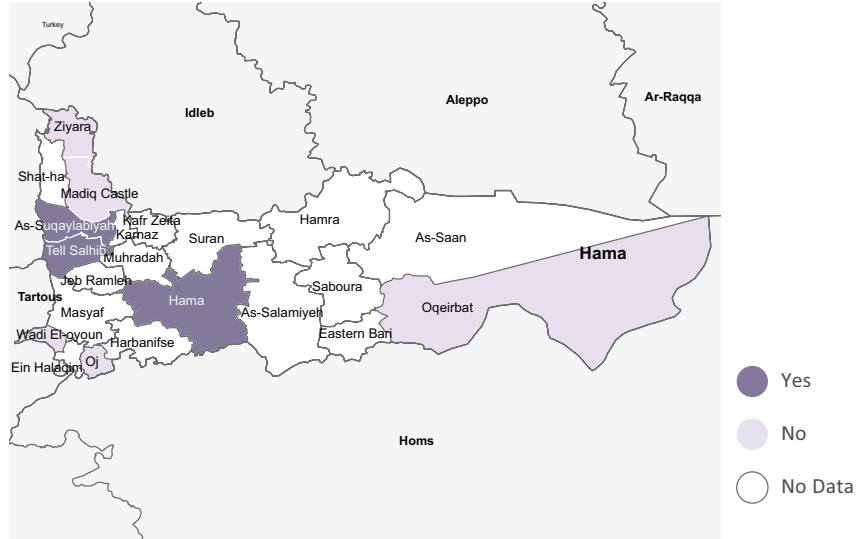 Turkey
Idleb
Aleppo
Ar-Raqqa
Ziyara
Shat-ha
Madiq Castle
As-Suqaylabiyah
Kafr Zeita
Karnaz
Hamra
Suran
As-Saan
Tell Salhib
Muhradah
Hama
Jeb Ramleh
Saboura
Tartous
Hama
Masyaf
As-Salamiyeh
Oqeirbat
Wadi El-oyoun
Harbanifse
Eastern Bari
Ein Halaqim
Oj
Homs
Yes
No
No Data